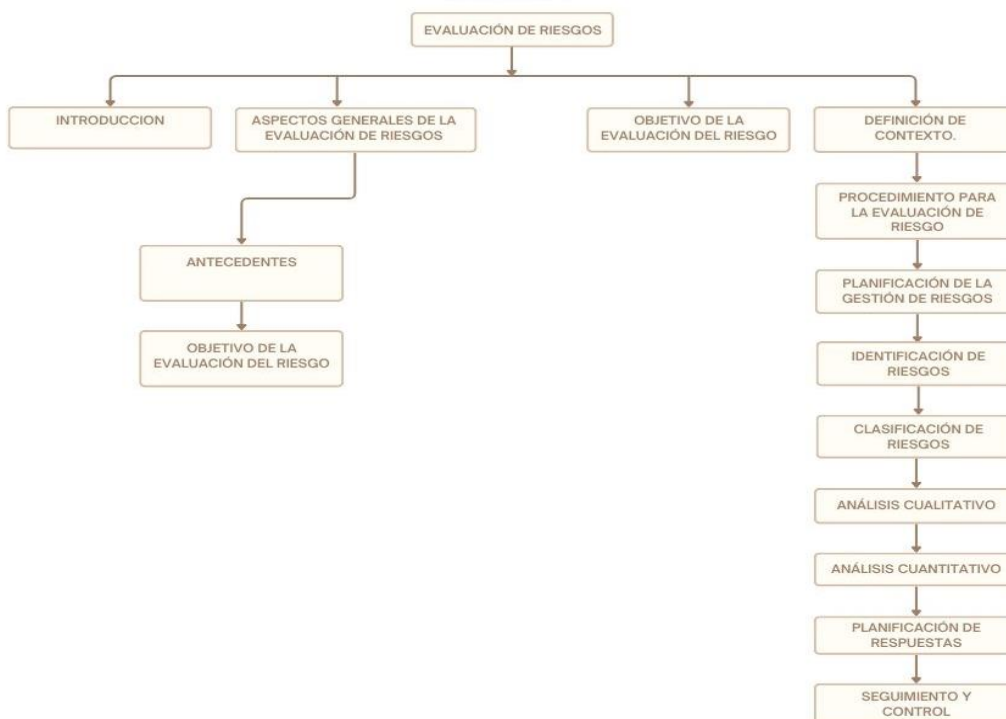 EVALUACIÓN DE RIESGOS
INTRODUCCION
ASPECTOS GENERALES DE LA
EVALUACIÓN DE RIESGOS
OBJETIVO DE LA
EVALUACIÓN DEL RIESGO
DEFINICIÓN DE
CONTEXTO.
ANTECEDENTES
OBJETIVO DE LA
EVALUACIÓN DEL RIESGO
PROCEDIMIENTO PARA
LA EVALUACIÓN DE
RIESGO
PLANIFICACIÓN DE LA
GESTIÓN DE RIESGOS
IDENTIFICACIÓN DE
RIESGOS
CLASIFICACIÓN DE
RIESGOS
ANÁLISIS CUALITATIVO
ANÁLISIS CUANTITATIVO
PLANIFICACIÓN DE
RESPUESTAS
SEGUIMIENTO Y
CONTROL